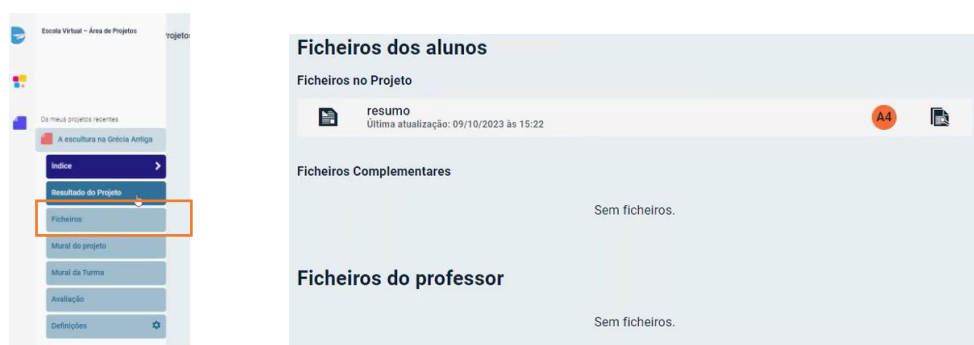 Escola Virtual – Área de Projetos
rojeto
Os meus projetos recentes
A escultura na Grécia Antiga
Índice
Resultado do Projeto
Ficheiros
Mural do projeto
Mural da Turma
Avaliação
Definições
Ficheiros dos alunos
Ficheiros no Projeto
resumo
Última atualização: 09/10/2023 às 15:22
A4
Ficheiros Complementares
Sem ficheiros.
Ficheiros do professor
Sem ficheiros.